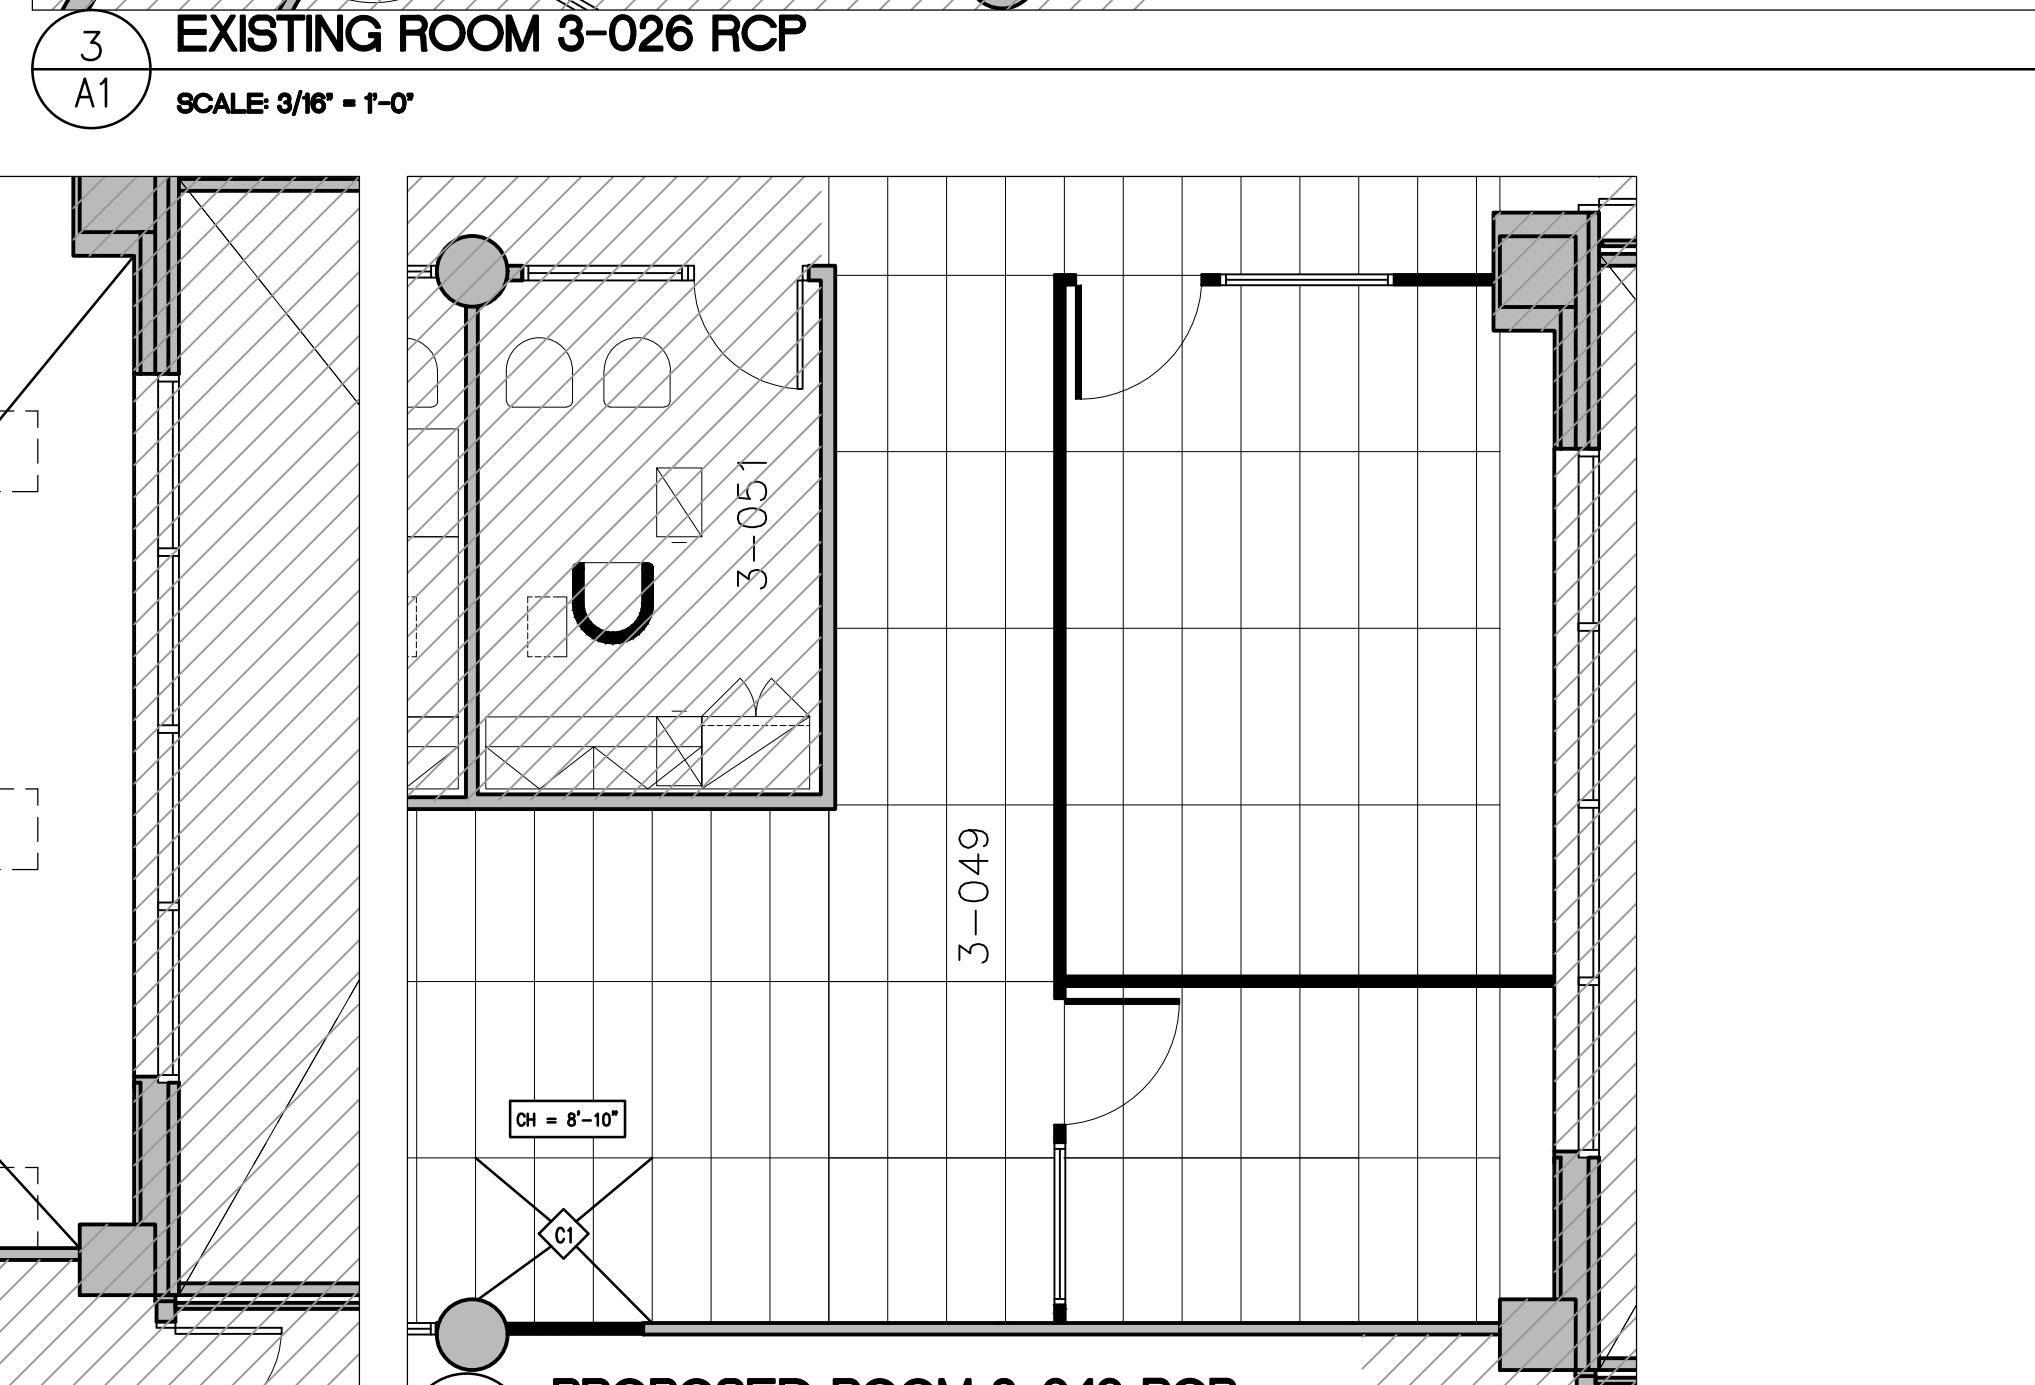 3
A1
EXISTING ROOM 3-026 RCP
SCALE: 3/16" = 1'-0"
3-051
3-049
CH = 8'-10"
C1